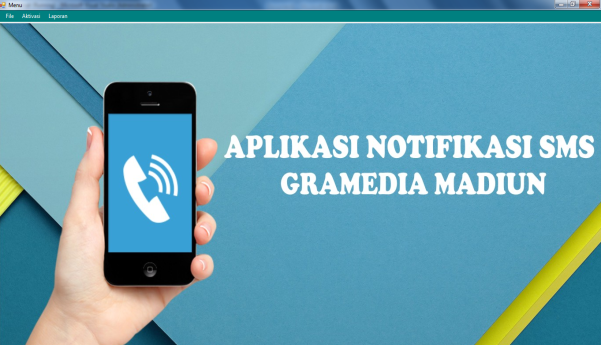 Menu
File Aktivasi Laporan
APLIKASI NOTIFIKASI SMS
GRAMEDIA MADIUN